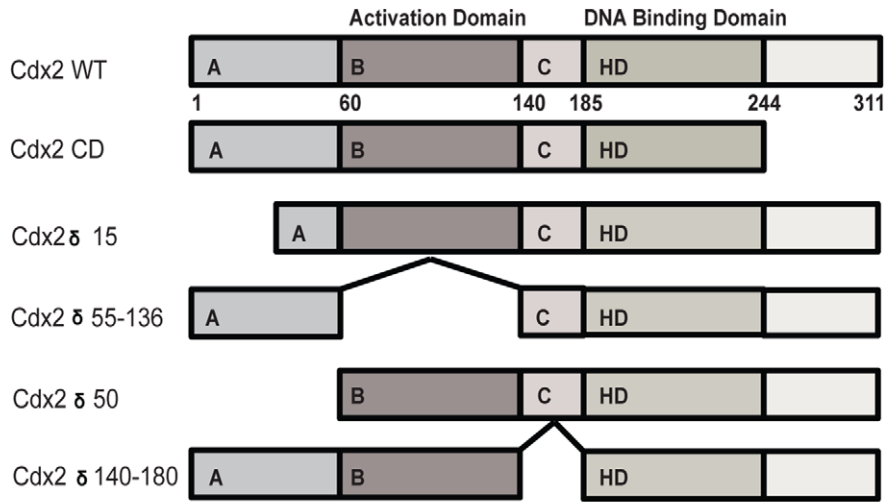 Activation Domain DNA Binding Domain
Cdx2 WT A B C HD
1 60 140 185 244 311
Cdx2 CD A B C HD
Cdx2 δ 15 A C HD
Cdx2 δ 55-136 A C HD
Cdx2 δ 50 B C HD
Cdx2 δ 140-180 A B HD